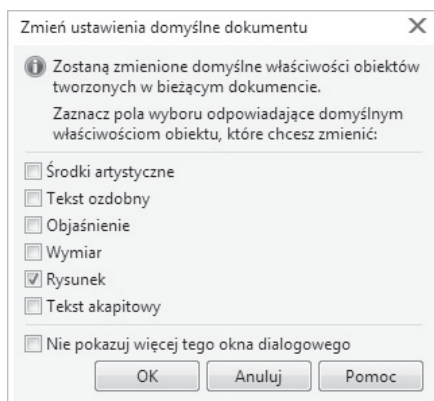 Zmień ustawienia domyślne dokumentu
Zostaną zmienione domyślne właściwości obiektów
tworzonych w bieżącym dokumencie.
Zaznacz pola wyboru odpowiadające domyślnym
właściwościom obiektu, które chcesz zmienić:
Środki artystyczne
Tekst ozdobny
Objaśnienie
Wymiar
Rysunek
Tekst akapitowy
Nie pokazuj więcej tego okna dialogowego
OK Anuluj Pomoc